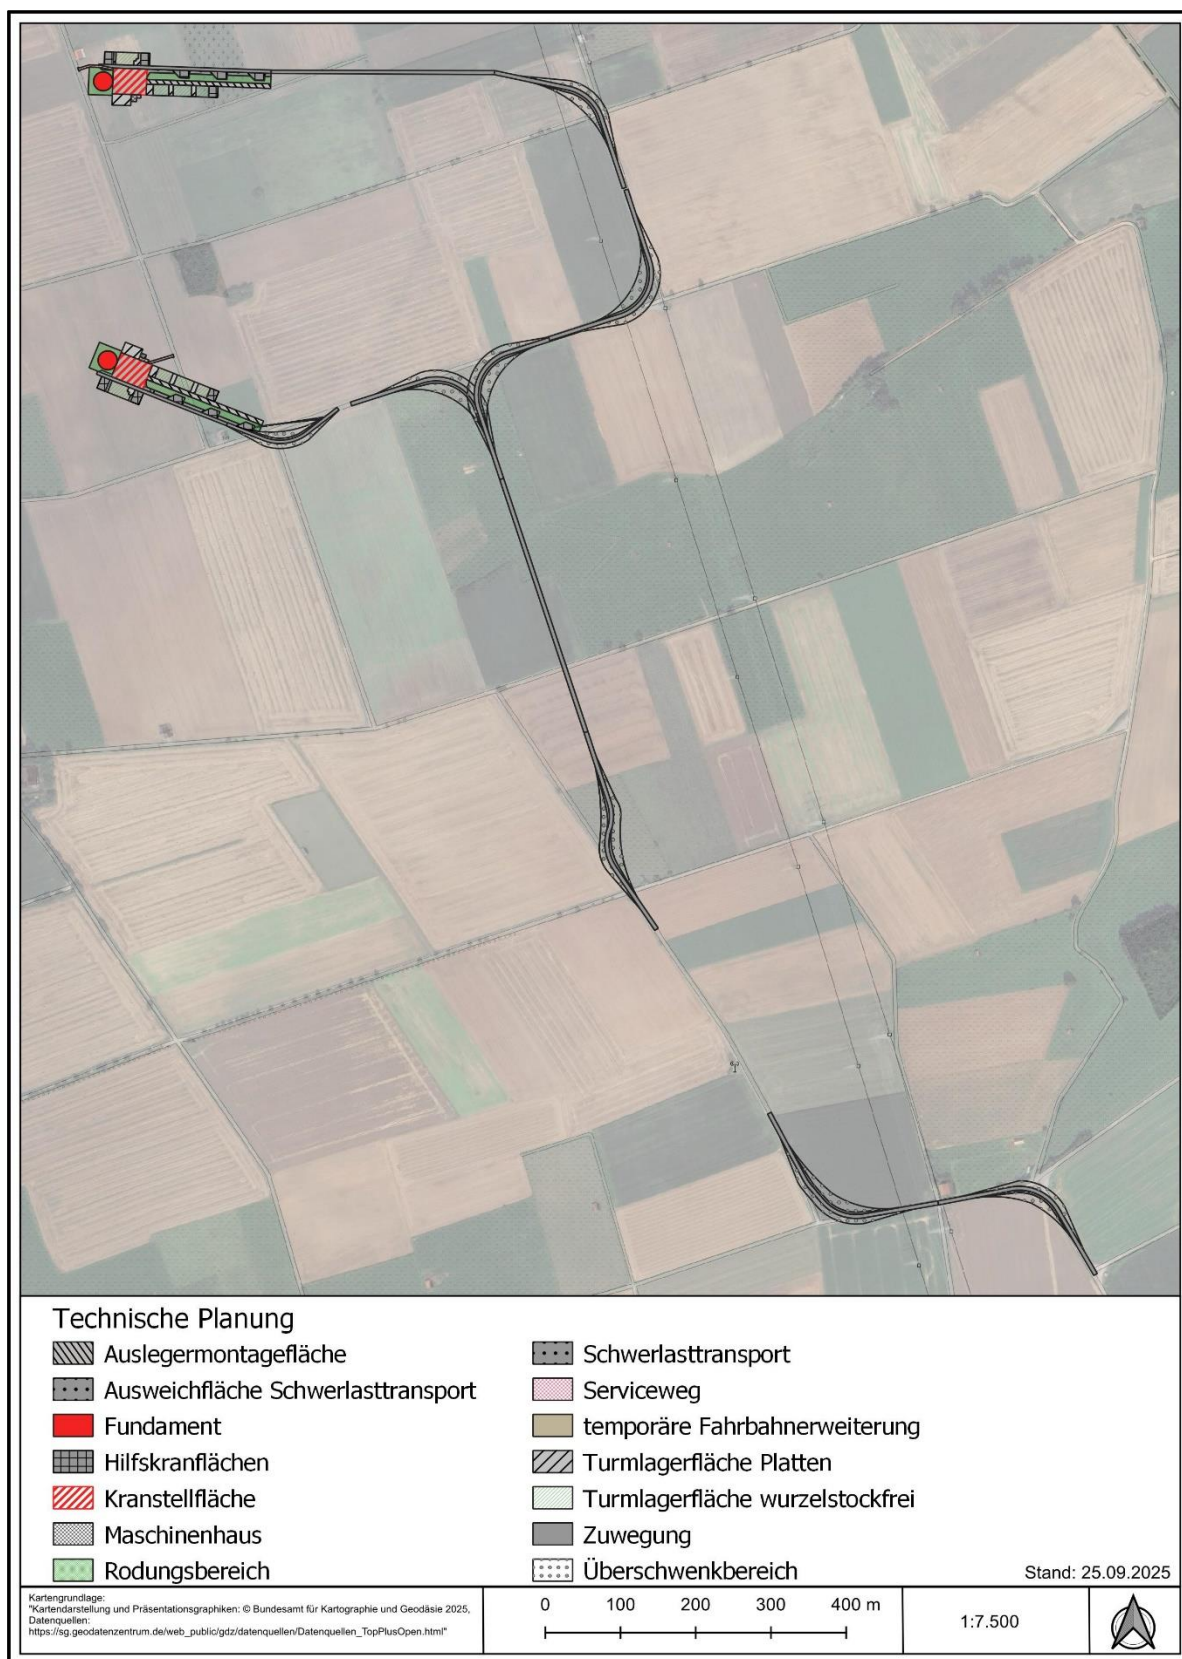 Technische Planung
Auslegermontagefläche
Ausweichfläche Schwerlasttransport
Fundament
Hilfskranflächen
Kranstellfläche
Maschinenhaus
Rodungsbereich
Schwerlasttransport
Serviceweg
temporäre Fahrbahnerweiterung
Turmlagerfläche Platten
Turmlagerfläche wurzelstockfrei
Zuwegung
Überschwenkbereich
Stand: 25.09.2025
Kartengrundlage:
"Kartendarstellung und Präsentationsgraphiken: © Bundesamt für Kartographie und Geodäsie 2025,
Datenquellen:
https://sg.geodatenzentrum.de/web_public/gdz/datenquellen/Datenquellen_TopPlusOpen.html"
0 100 200 300 400 m
1:7.500